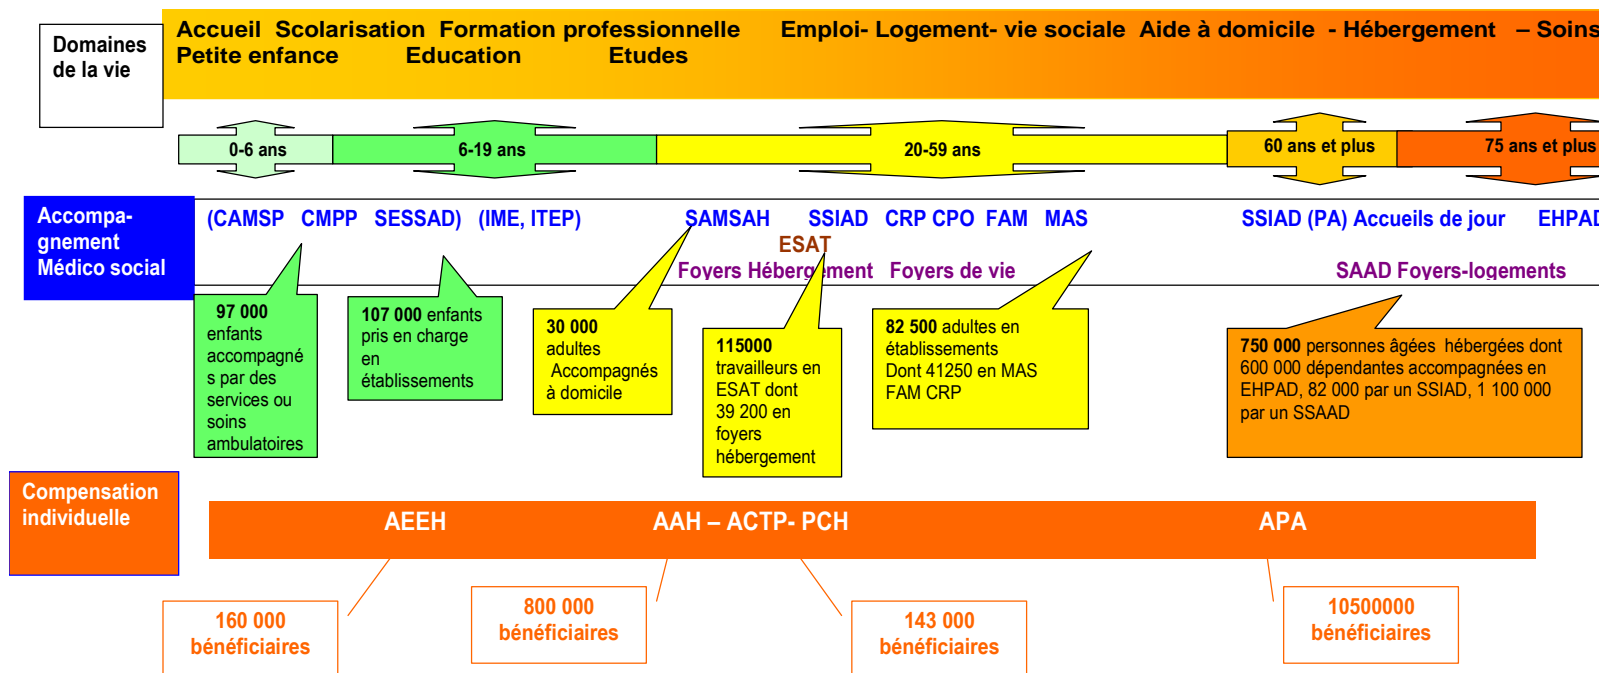 Domaines
de la vie
Accueil Scolarisation Formation professionnelle Emploi- Logement- vie sociale Aide à domicile - Hébergement – Soins
Petite enfance Education Etudes
0-6 ans
6-19 ans
20-59 ans
60 ans et plus
75 ans et plus
Accompa-
gnement
Médico social
(CAMSP CMPP SESSAD) (IME, ITEP) SAMSAH SSIAD CRP CPO FAM MAS SSIAD (PA) Accueils de jour EHPAD
ESAT
Foyers Hébergement Foyers de vie SAAD Foyers-logements
97 000
enfants
accompagné
s par des
services ou
soins
ambulatoires
107 000 enfants
pris en charge
en
établissements
30 000
adultes
Accompagnés
à domicile
115000
travailleurs en
ESAT dont
39 200 en
foyers
hébergement
82 500 adultes en
établissements
Dont 41250 en MAS
FAM CRP
750 000 personnes âgées hébergées dont
600 000 dépendantes accompagnées en
EHPAD, 82 000 par un SSIAD, 1 100 000
par un SSAAD
Compensation
individuelle
AEEH AAH – ACTP- PCH APA
160 000
bénéficiaires
800 000
bénéficiaires
143 000
bénéficiaires
10500000
bénéficiaires